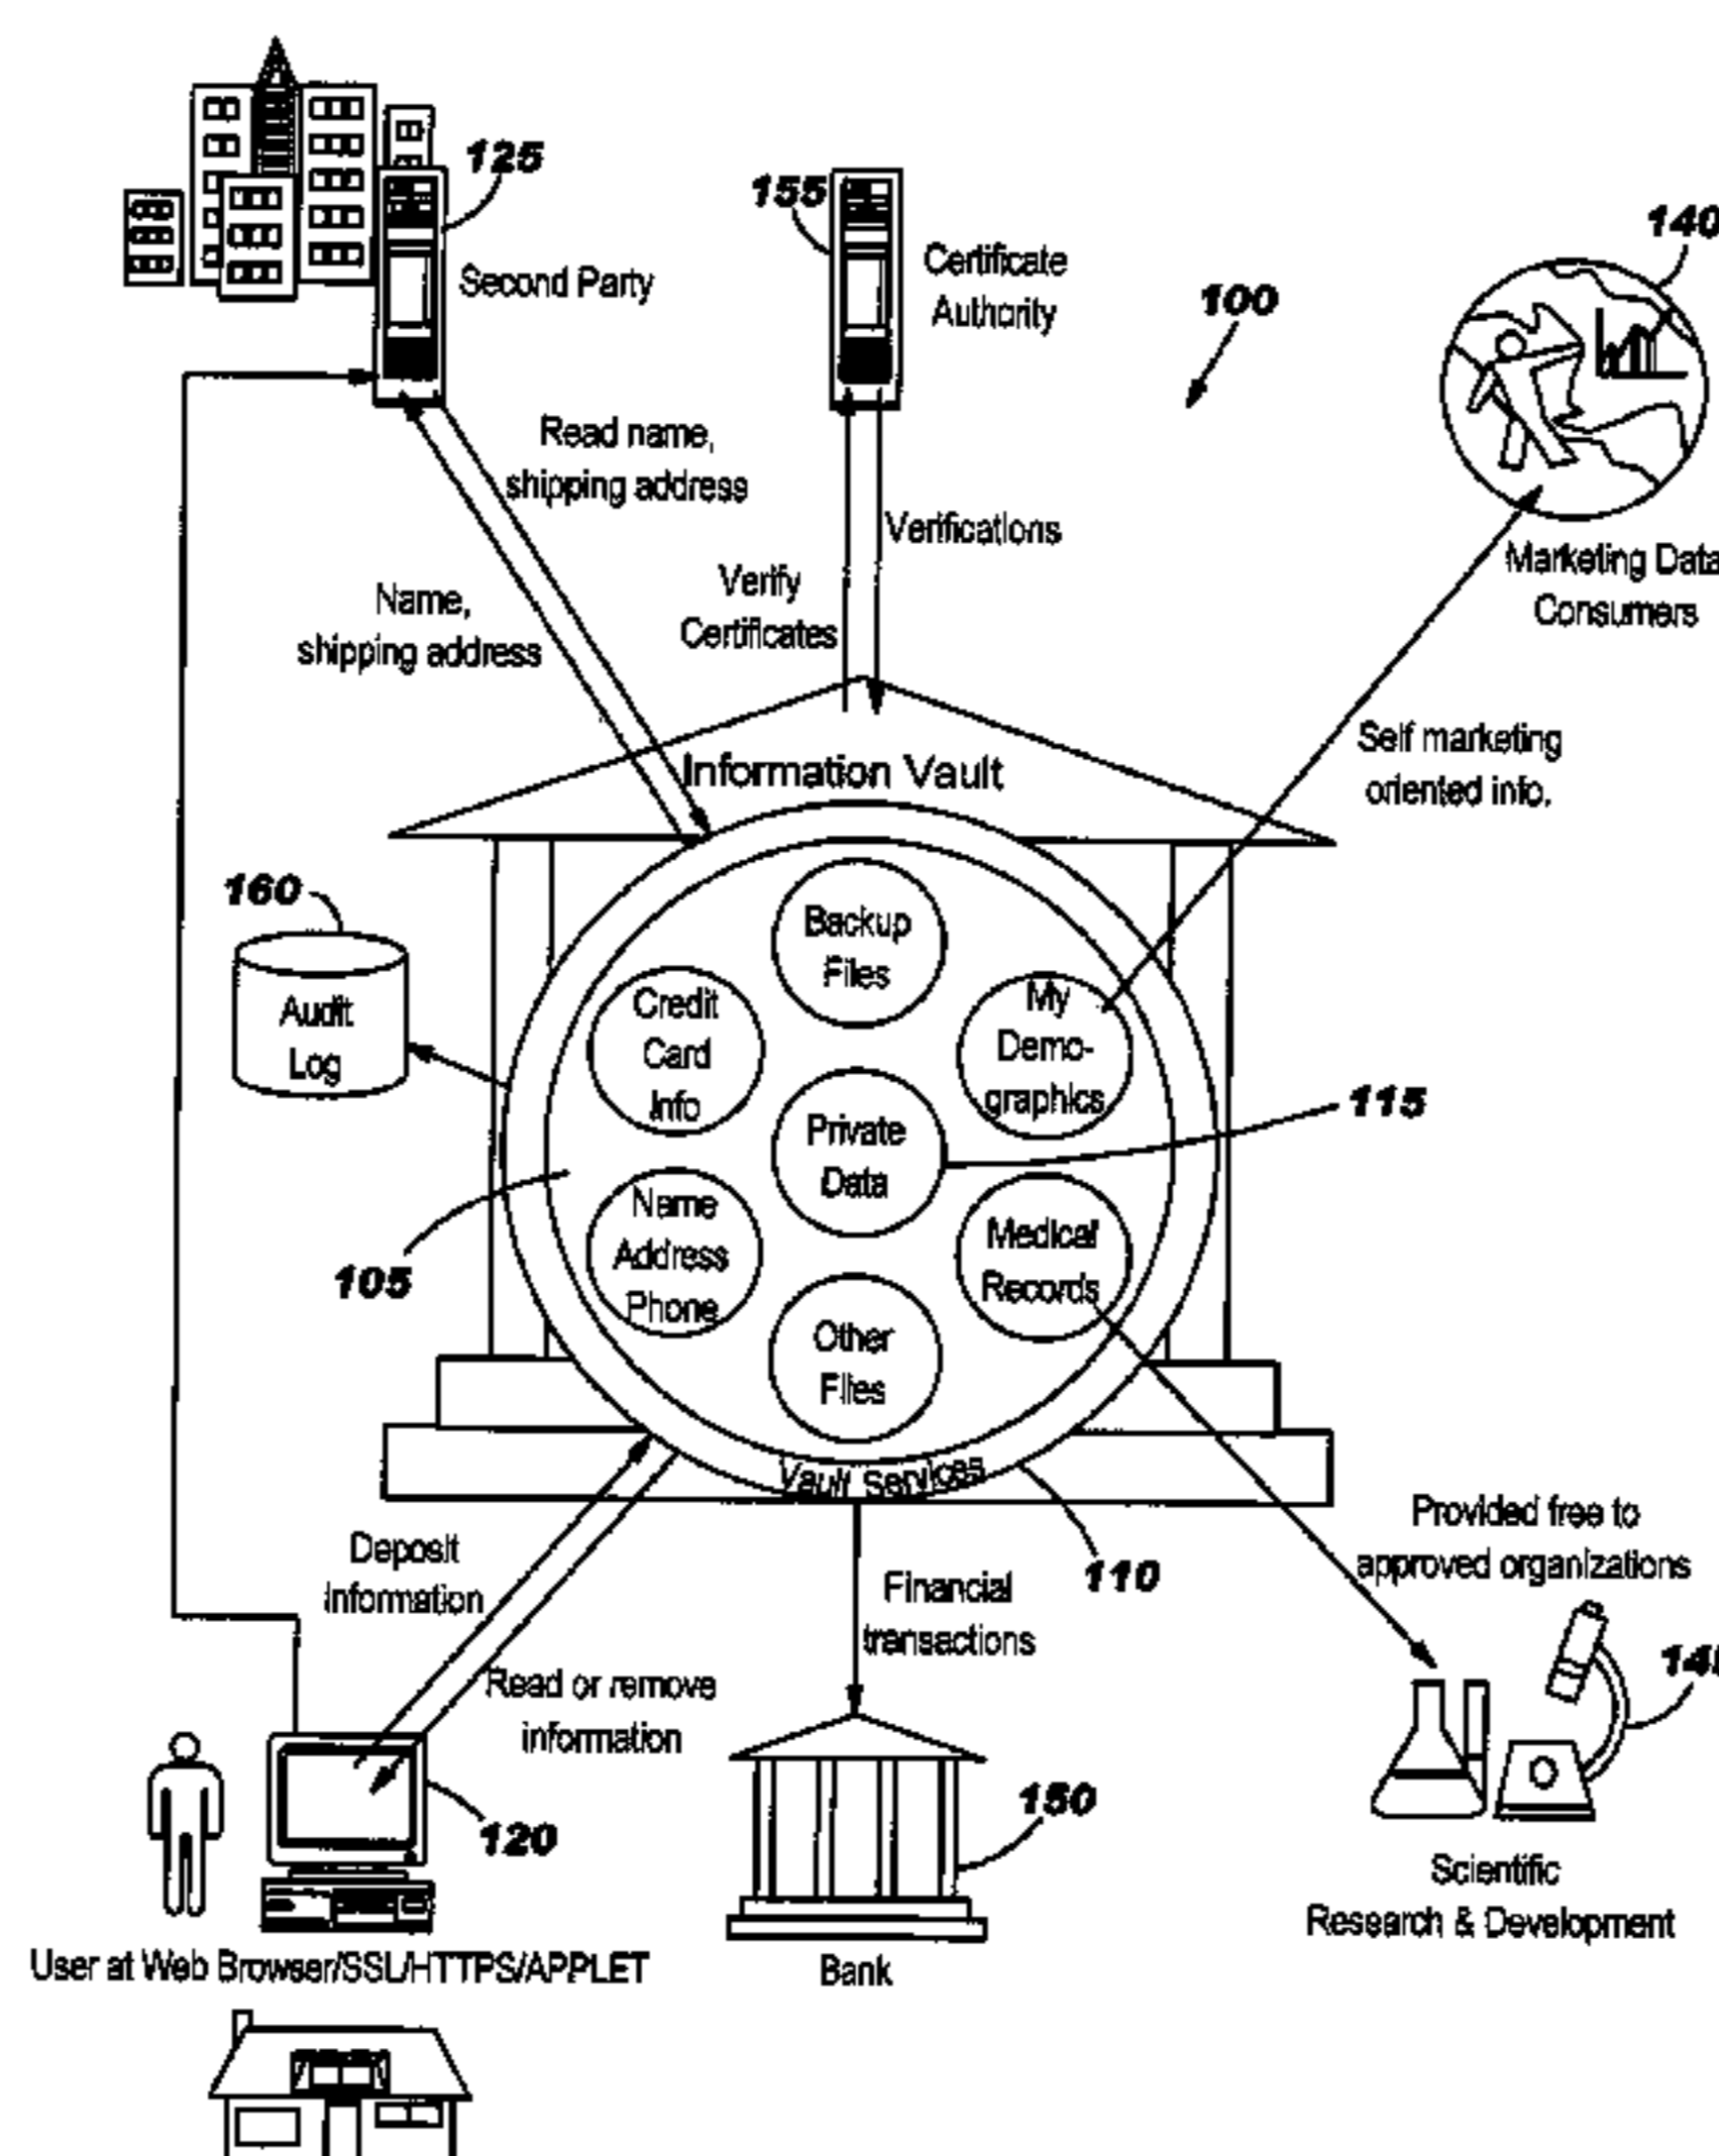 125
Second Party
155
Certificate
Authority
100
140
Read name,
shipping address
Verifications
Marketing Data
Consumers
Name,
shipping address
Verify
Certificates
Self marketing
oriented info.
Information Vault
160
Audit
Log
Backup
Files
Credit
Card
Info
My
Demo-
graphics
115
Private
Data
Name
Address
Phone
105
Medical
Records
Other
Files
Vault Services
110
Deposit
Information
Financial
transactions
Provided free to
approved organizations
Read or remove
information
120
150
Scientific
Research & Development
User at Web Browser/SSL/HTTPS/APPLET
Bank